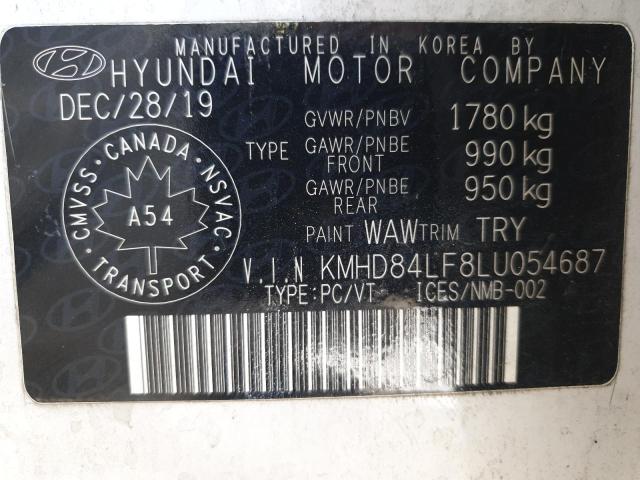 MANUFACTURED IN KOREA BY
HYUNDAI MOTOR COMPANY
DEC/28/19
GVWR/PNBV 1780 kg
TYPE GAWR/PNBE FRONT 990 kg
GAWR/PNBE REAR 950 kg
PAINT WAW TRIM TRY
CMVSS · CANADA · NSVAC · TRANSPORT
A54
V.I.N KMHD84LF8LU054687
TYPE:PC/VT ICES/NMB-002